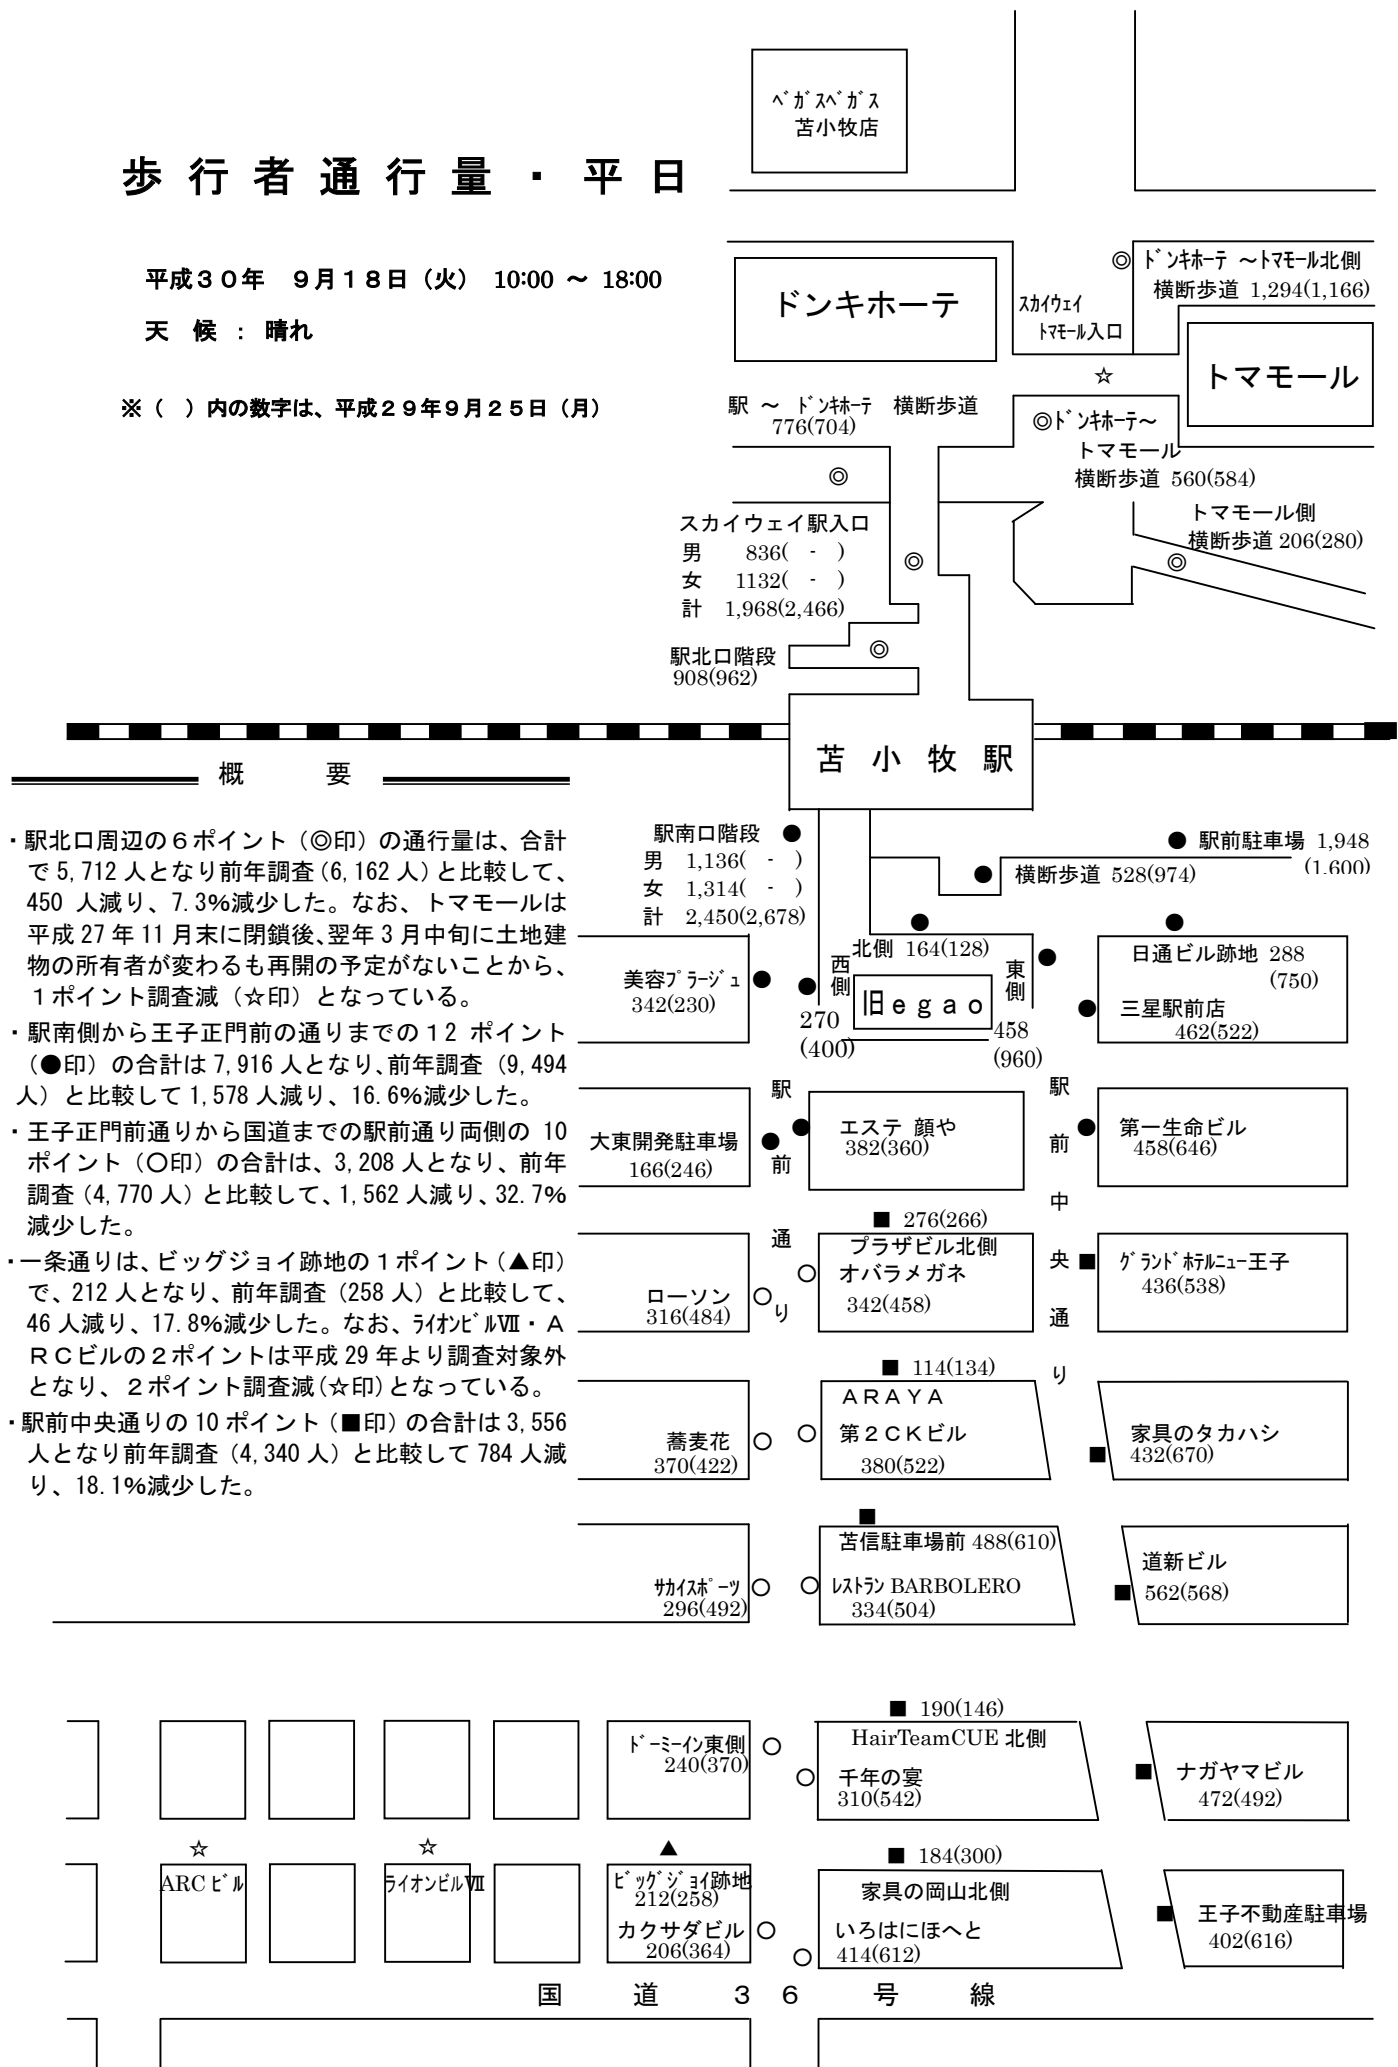 ベガスベガス
苫小牧店
歩行者通行量・平日
平成３０年　９月１８日（火） 10:00 ～ 18:00
天　候　：　晴れ
※（　）内の数字は、平成２９年９月２５日（月）
◎ ドンキホーテ ～トマモール北側
横断歩道 1,294(1,166)
ドンキホーテ
スカイウェイ
トマモール入口
☆
トマモール
駅 ～ ドンキホーテ　横断歩道
776(704)
◎ドンキホーテ～
トマモール
横断歩道 560(584)
◎
トマモール側
横断歩道 206(280)
◎
スカイウェイ駅入口
男　836(　-　)
女　1132(　-　)
計　1,968(2,466)
◎
駅北口階段
908(962)
◎
苫小牧駅
概　　要
・駅北口周辺の６ポイント（◎印）の通行量は、合計
で 5,712 人となり前年調査（6,162 人）と比較して、
450 人減り、7.3%減少した。なお、トマモールは
平成 27 年 11 月末に閉鎖後､翌年 3 月中旬に土地建
物の所有者が変わるも再開の予定がないことから、
１ポイント調査減（☆印）となっている。
・駅南側から王子正門前の通りまでの１２ ポイント
（●印）の合計は 7,916 人となり､前年調査（9,494
人）と比較して 1,578 人減り、16.6%減少した。
・王子正門前通りから国道までの駅前通り両側の 10
ポイント（〇印）の合計は、3,208 人となり、前年
調査（4,770 人）と比較して､1,562 人減り､32.7%
減少した。
・一条通りは、ビッグジョイ跡地の１ポイント（▲印）
で、212 人となり、前年調査（258 人）と比較して、
46 人減り、17.8%減少した。なお、ライオンビルⅦ・Ａ
ＲＣビルの２ポイントは平成 29 年より調査対象外
となり、２ポイント調査減(☆印)となっている。
・駅前中央通りの 10 ポイント（■印）の合計は 3,556
人となり前年調査（4,340 人）と比較して 784 人減
り、18.1%減少した。
駅南口階段 ●
男　1,136(　-　)
女　1,314(　-　)
計　2,450(2,678)
● 駅前駐車場 1,948
(1,600)
● 横断歩道 528(974)
●
北側 164(128)
西側
●
270
(400)
旧ｅｇａｏ
東側
●
458
(960)
●
日通ビル跡地 288
(750)
● 三星駅前店
462(522)
美容プラージュ ●
342(230)
駅前通り
駅前中央通り
大東開発駐車場 ●
166(246)
● エステ 顔や
382(360)
● 第一生命ビル
458(646)
■ 276(266)
プラザビル北側
○ オバラメガネ
342(458)
ローソン ○
316(484)
■ グランドホテルニュー王子
436(538)
■ 114(134)
ＡＲＡＹＡ
○ 第２ＣＫビル
380(522)
蕎麦花 ○
370(422)
■ 家具のタカハシ
432(670)
■
苫信駐車場前 488(610)
○ レストラン BARBOLERO
334(504)
サカイスポーツ ○
296(492)
■ 道新ビル
562(568)
■ 190(146)
HairTeamCUE 北側
ドーミーイン東側 ○
240(370)
○ 千年の宴
310(542)
■ ナガヤマビル
472(492)
☆
ARC ビル
☆
ライオンビルⅦ
▲
ビッグジョイ跡地
212(258)
カクサダビル ○
206(364)
■ 184(300)
家具の岡山北側
○ いろはにほへと
414(612)
■ 王子不動産駐車場
402(616)
国道３６号線